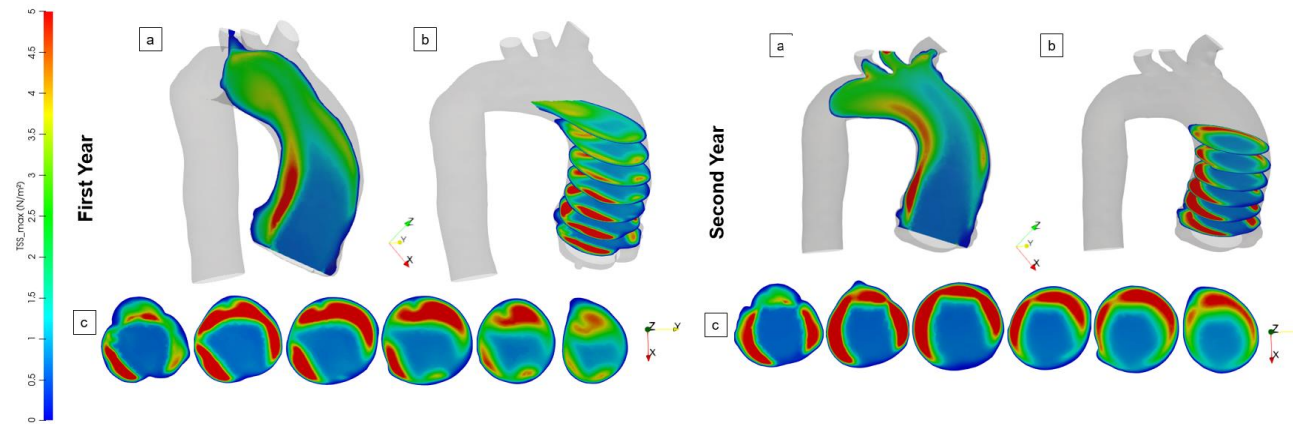 5
4.5
4
3.5
3
2.5
2
1.5
1
0.5
0
TSS_max (N/m²)
First Year
a
b
Z
Y
X
c
Z
Y
X
Second Year
a
b
Z
Y
X
c
Z
X